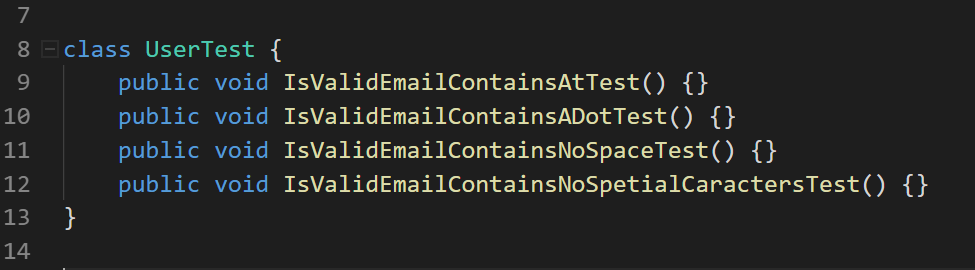 7
8 class UserTest {
9 public void IsValidEmailContainsAtTest() {}
10 public void IsValidEmailContainsADotTest() {}
11 public void IsValidEmailContainsNoSpaceTest() {}
12 public void IsValidEmailContainsNoSpetialCaractersTest() {}
13 }
14